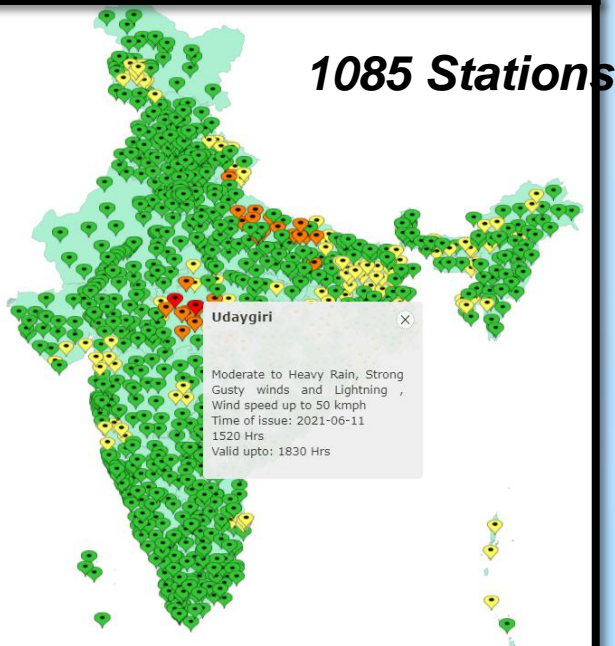 1085 Stations
Udaygiri
Moderate to Heavy Rain, Strong
Gusty winds and Lightning ,
Wind speed up to 50 kmph
Time of issue: 2021-06-11
1520 Hrs
Valid upto: 1830 Hrs